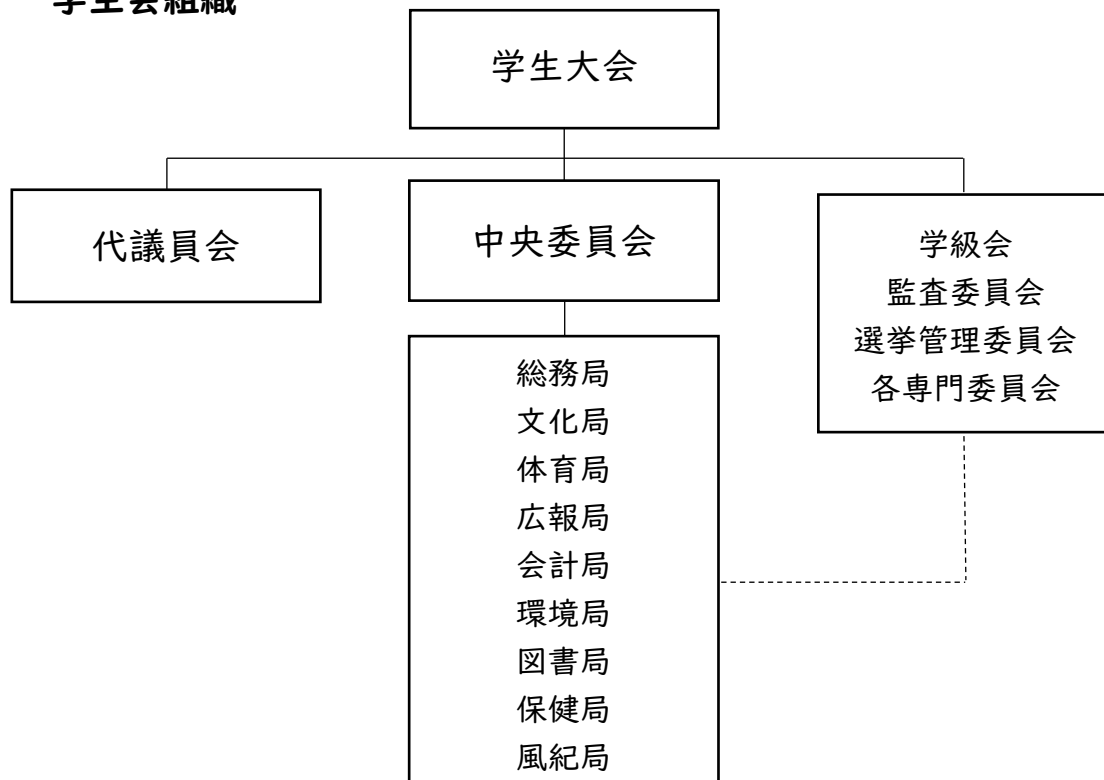 学生会組織
学生大会
代議員会
中央委員会
学級会
監査委員会
選挙管理委員会
各専門委員会
総務局
文化局
体育局
広報局
会計局
環境局
図書局
保健局
風紀局